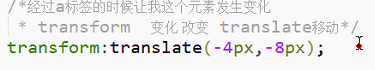 /*经过a标签的时候让我这个元素发生变化
* transform 变化 改变 translate移动*/
transform:translate(-4px,-8px);